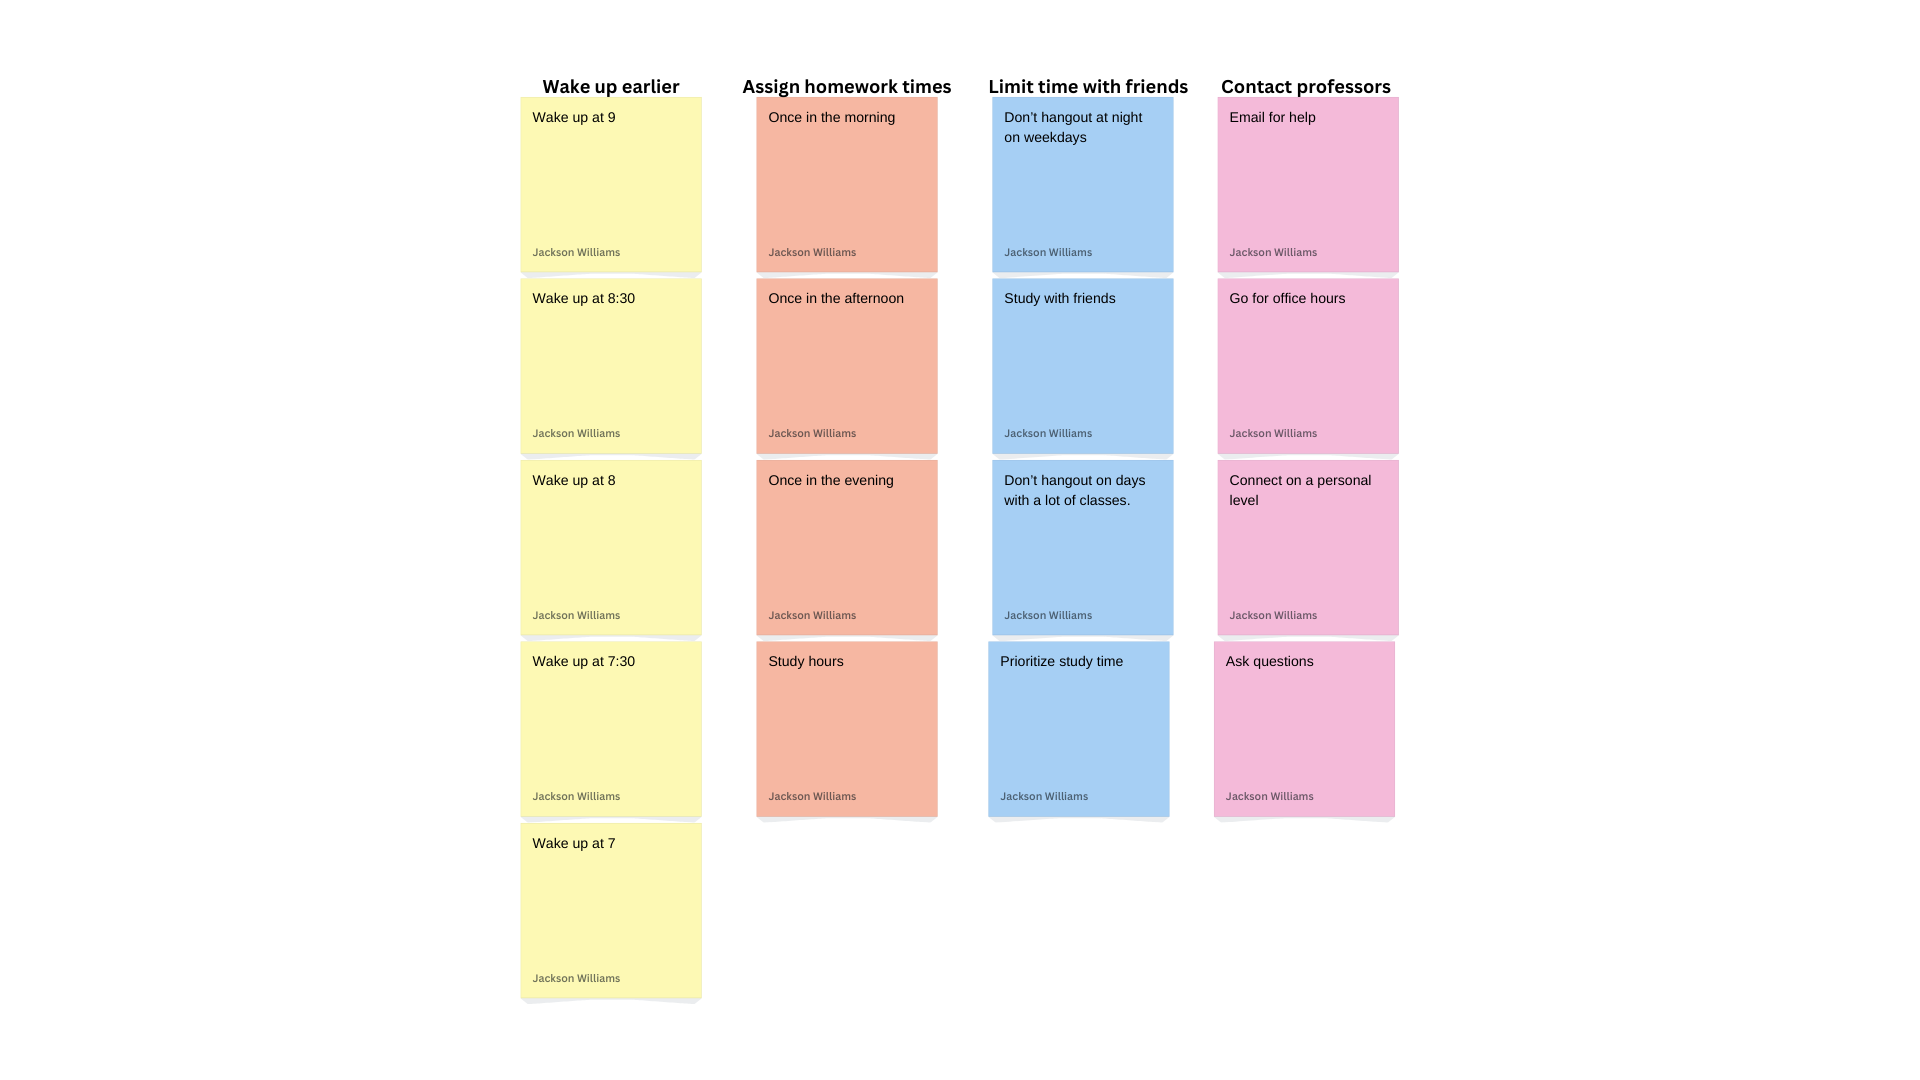 Wake up earlier
Wake up at 9
Jackson Williams
Wake up at 8:30
Jackson Williams
Wake up at 8
Jackson Williams
Wake up at 7:30
Jackson Williams
Wake up at 7
Jackson Williams
Assign homework times
Once in the morning
Jackson Williams
Once in the afternoon
Jackson Williams
Once in the evening
Jackson Williams
Study hours
Jackson Williams
Limit time with friends
Don’t hangout at night
on weekdays
Jackson Williams
Study with friends
Jackson Williams
Don’t hangout on days
with a lot of classes.
Jackson Williams
Prioritize study time
Jackson Williams
Contact professors
Email for help
Jackson Williams
Go for office hours
Jackson Williams
Connect on a personal
level
Jackson Williams
Ask questions
Jackson Williams